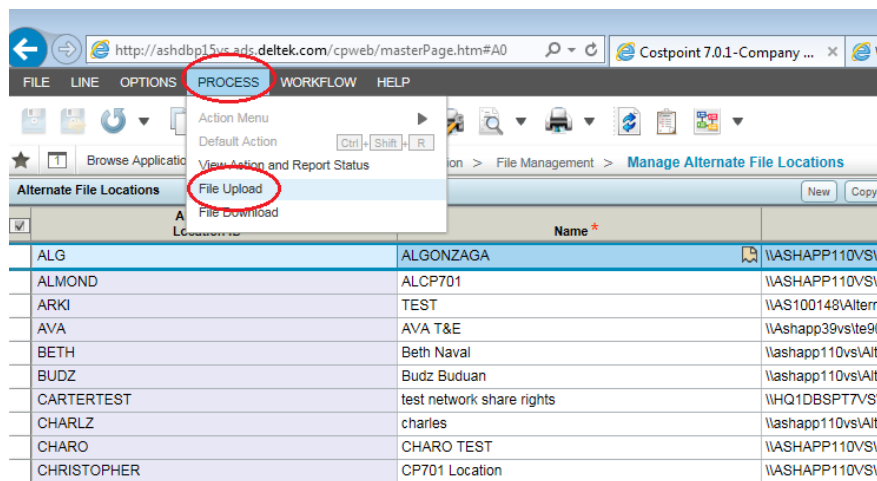 http://ashdbp15vs.ads.deltek.com/cpweb/masterPage.htm#A0
Costpoint 7.0.1-Company ...
FILE LINE OPTIONS PROCESS WORKFLOW HELP
Action Menu
Default Action Ctrl + Shift + R
View Action and Report Status
File Upload
File Download
1 Browse Applicatio
ion > File Management > Manage Alternate File Locations
Alternate File Locations New Copy
Name *
ALG ALGONZAGA \\ASHAPP110VS\
ALMOND ALCP701 \\ASHAPP110VS\
ARKI TEST \\AS100148\Altern
AVA AVA T&E \\Ashapp39vs\te9
BETH Beth Naval \\ashapp110vs\Alt
BUDZ Budz Buduan \\ashapp110vs\Alt
CARTERTEST test network share rights \\HQ1DBSPT7VS\
CHARLZ charles \\ashapp110vs\Alt
CHARO CHARO TEST \\ASHAPP110VS\
CHRISTOPHER CP701 Location \\ASHAPP110VS\